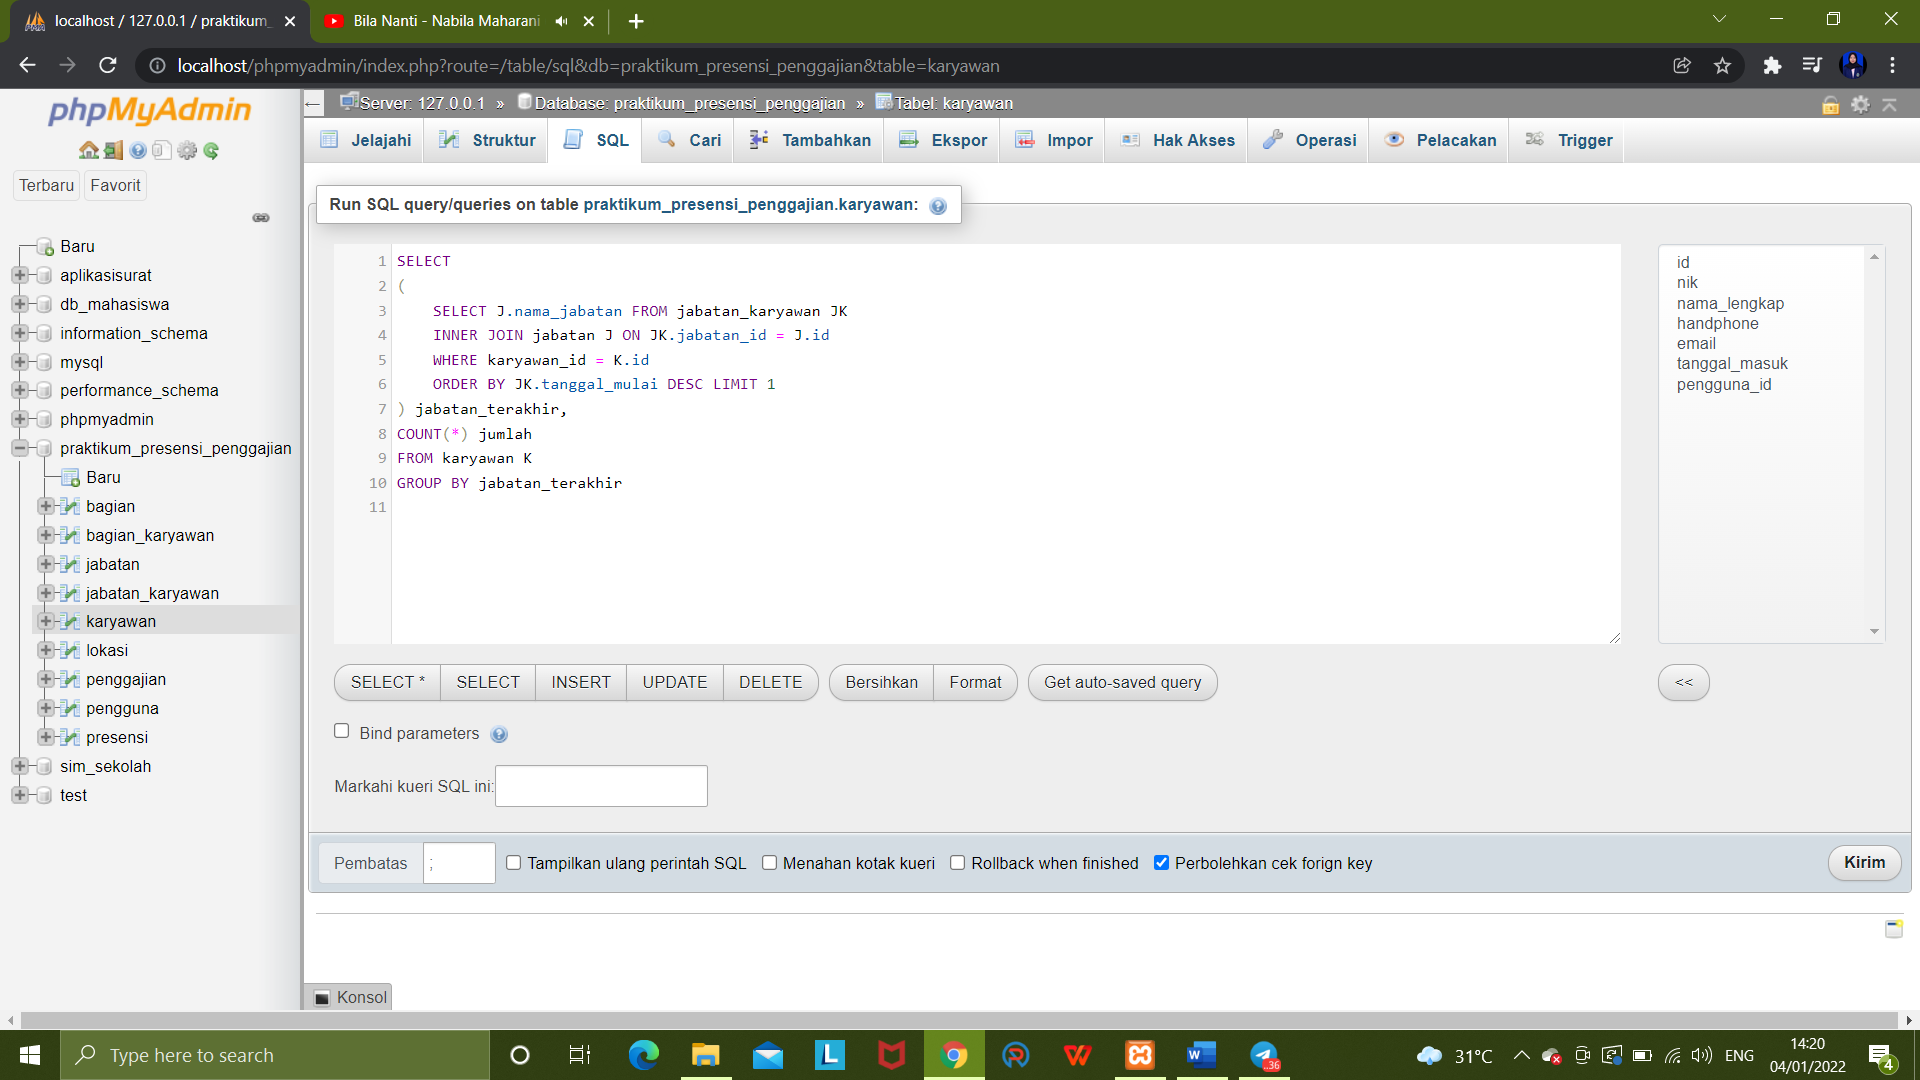 localhost / 127.0.0.1 / praktikum_
Bila Nanti - Nabila Maharani
localhost/phpmyadmin/index.php?route=/table/sql&db=praktikum_presensi_penggajian&table=karyawan
phpMyAdmin
Terbaru Favorit
Baru
aplikasisurat
db_mahasiswa
information_schema
mysql
performance_schema
phpmyadmin
praktikum_presensi_penggajian
Baru
bagian
bagian_karyawan
jabatan
jabatan_karyawan
karyawan
lokasi
penggajian
pengguna
presensi
sim_sekolah
test
Server: 127.0.0.1 » Database: praktikum_presensi_penggajian » Tabel: karyawan
Jelajahi Struktur SQL Cari Tambahkan Ekspor Impor Hak Akses Operasi Pelacakan Trigger
Run SQL query/queries on table praktikum_presensi_penggajian.karyawan:
1 SELECT
2 (
3 SELECT J.nama_jabatan FROM jabatan_karyawan JK
4 INNER JOIN jabatan J ON JK.jabatan_id = J.id
5 WHERE karyawan_id = K.id
6 ORDER BY JK.tanggal_mulai DESC LIMIT 1
7 ) jabatan_terakhir,
8 COUNT(*) jumlah
9 FROM karyawan K
10 GROUP BY jabatan_terakhir
11
id
nik
nama_lengkap
handphone
email
tanggal_masuk
pengguna_id
SELECT * SELECT INSERT UPDATE DELETE Bersihkan Format Get auto-saved query <<
Bind parameters
Markahi kueri SQL ini:
Pembatas ; Tampilkan ulang perintah SQL Menahan kotak kueri Rollback when finished Perbolehkan cek forign key Kirim
Konsol
Type here to search
L
W
..36
31°C
ENG
14:20
04/01/2022
4